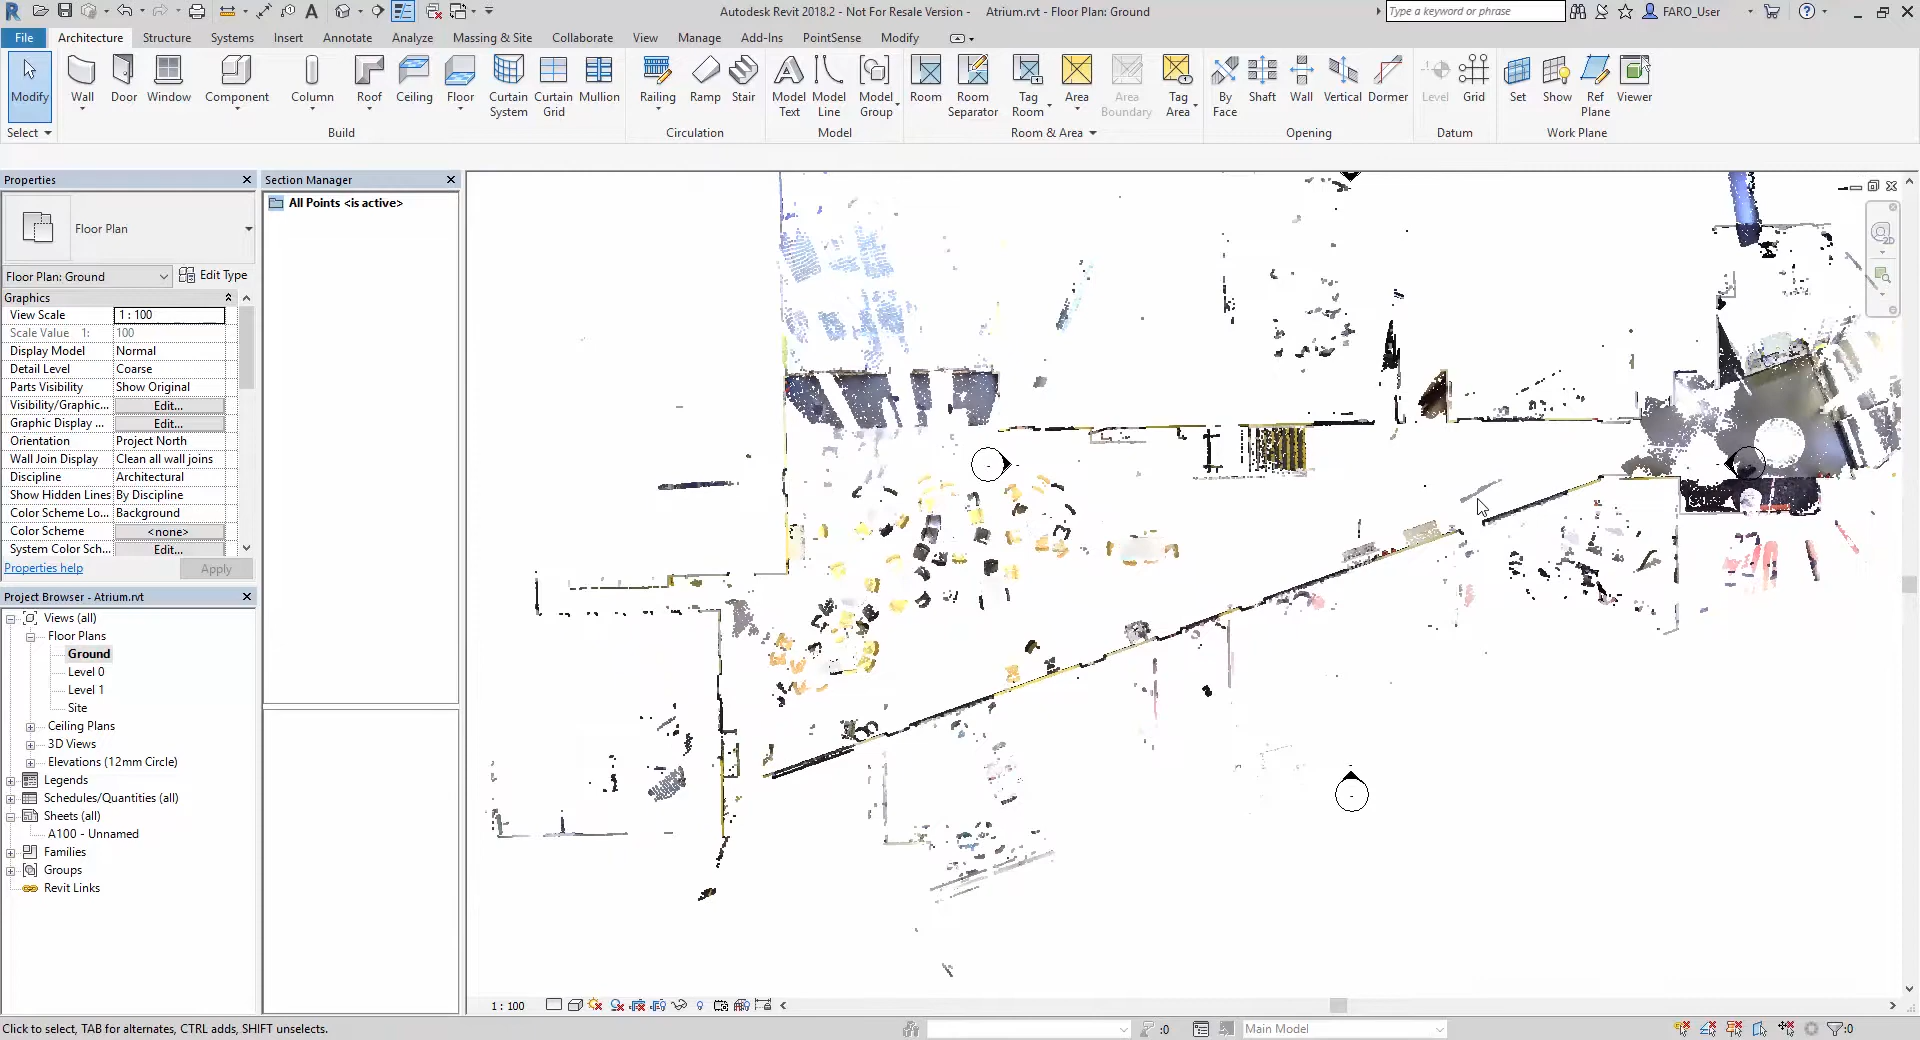 Autodesk Revit 2018.2 - Not For Resale Version - Atrium.rvt - Floor Plan: Ground
Type a keyword or phrase
FARO_User
File Architecture Structure Systems Insert Annotate Analyze Massing & Site Collaborate View Manage Add-Ins PointSense Modify
Modify Wall Door Window Component Column Roof Ceiling Floor Curtain System Curtain Grid Mullion Railing Ramp Stair Model Text Model Line Model Group Room Room Separator Tag Room Area Area Boundary Tag Area By Face Shaft Wall Vertical Dormer Level Grid Set Show Ref Plane Viewer
Select Build Circulation Model Room & Area Opening Datum Work Plane
Properties
Floor Plan
Floor Plan: Ground Edit Type
Graphics
View Scale 1 : 100
Scale Value 1: 100
Display Model Normal
Detail Level Coarse
Parts Visibility Show Original
Visibility/Graphic... Edit...
Graphic Display ... Edit...
Orientation Project North
Wall Join Display Clean all wall joins
Discipline Architectural
Show Hidden Lines By Discipline
Color Scheme Lo... Background
Color Scheme <none>
System Color Sch... Edit...
Properties help Apply
Project Browser - Atrium.rvt
Views (all)
Floor Plans
Ground
Level 0
Level 1
Site
Ceiling Plans
3D Views
Elevations (12mm Circle)
Legends
Schedules/Quantities (all)
Sheets (all)
A100 - Unnamed
Families
Groups
Revit Links
Section Manager
All Points <is active>
2D
1 : 100
Click to select, TAB for alternates, CTRL adds, SHIFT unselects.
:0
Main Model
:0